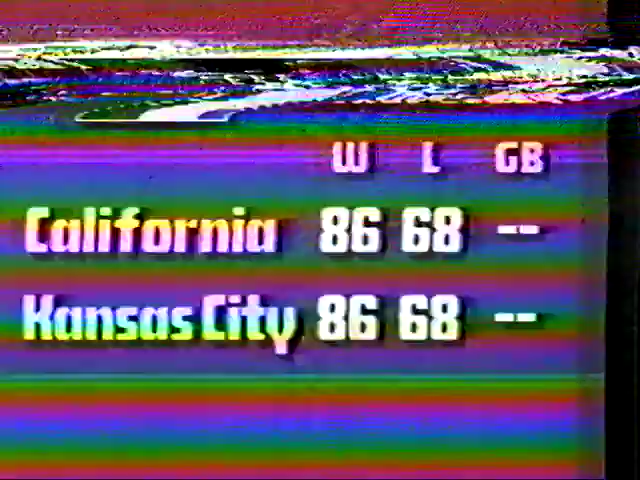 W L GB
California 86 68 --
Kansas City 86 68 --